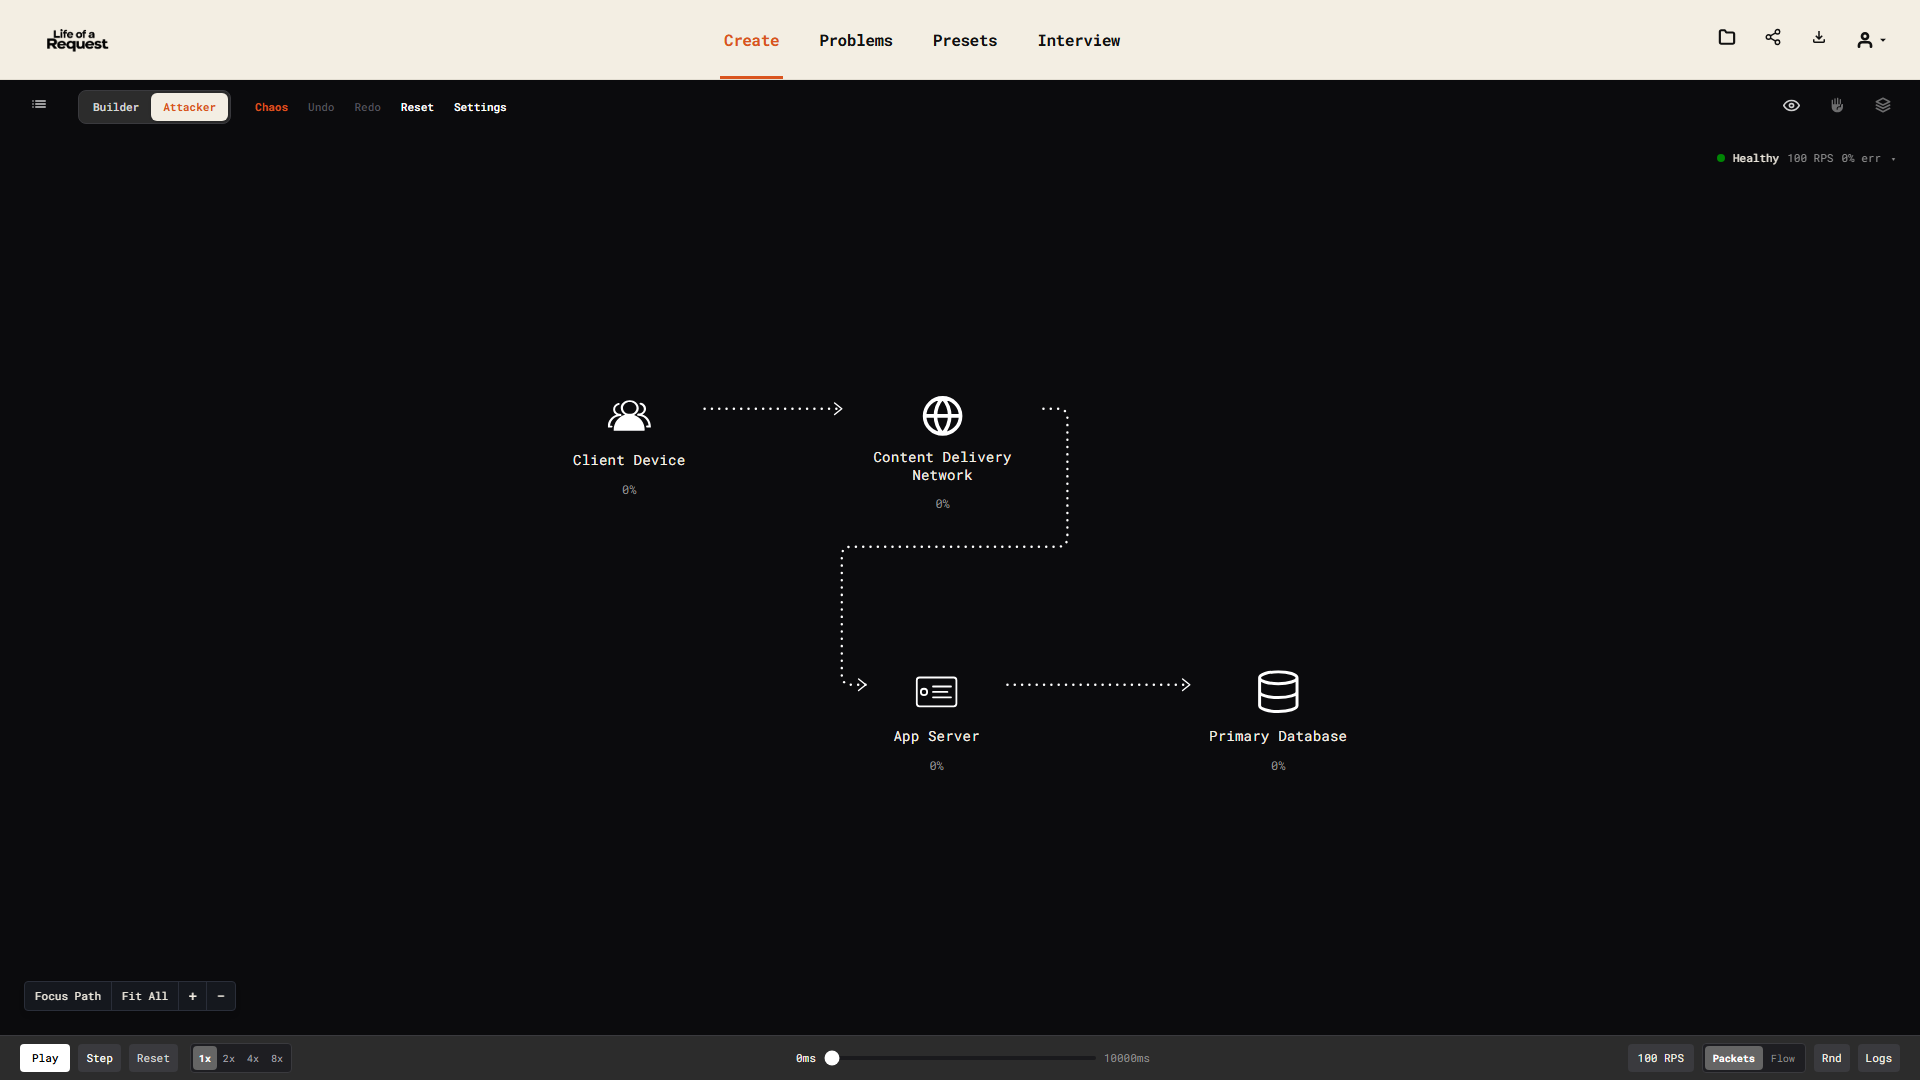 Life of a
Request
Create Problems Presets Interview
Builder Attacker Chaos Undo Redo Reset Settings
Healthy 100 RPS 0% err
Client Device
0%
Content Delivery
Network
0%
App Server
0%
Primary Database
0%
Focus Path Fit All + −
Play Step Reset 1x 2x 4x 8x 0ms 10000ms 100 RPS Packets Flow Rnd Logs